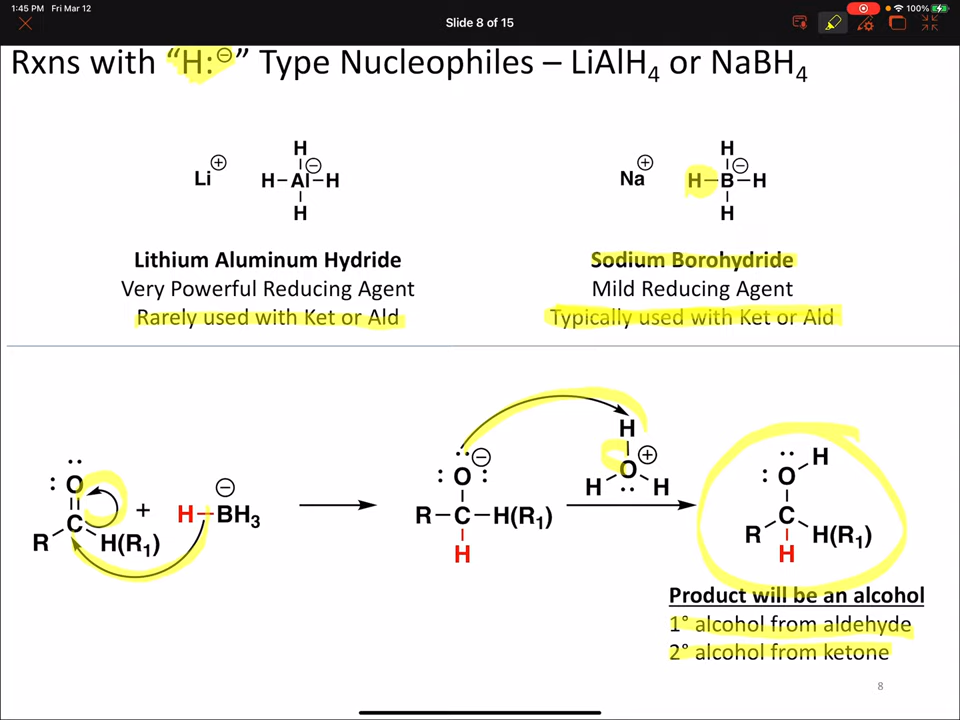 1:45 PM Fri Mar 12
100%
Slide 8 of 15
Rxns with “H:⊖” Type Nucleophiles – LiAlH₄ or NaBH₄
H
Li ⊕ H–Al–H ⊖
H
H
Na ⊕ H–B–H ⊖
H
Lithium Aluminum Hydride
Very Powerful Reducing Agent
Rarely used with Ket or Ald
Sodium Borohydride
Mild Reducing Agent
Typically used with Ket or Ald
:O
C
R H(R₁)
+
⊖
H–BH₃
:O: ⊖
R–C–H(R₁)
H
H
O ⊕
H H
:O H
C
R H H(R₁)
Product will be an alcohol
1° alcohol from aldehyde
2° alcohol from ketone
8